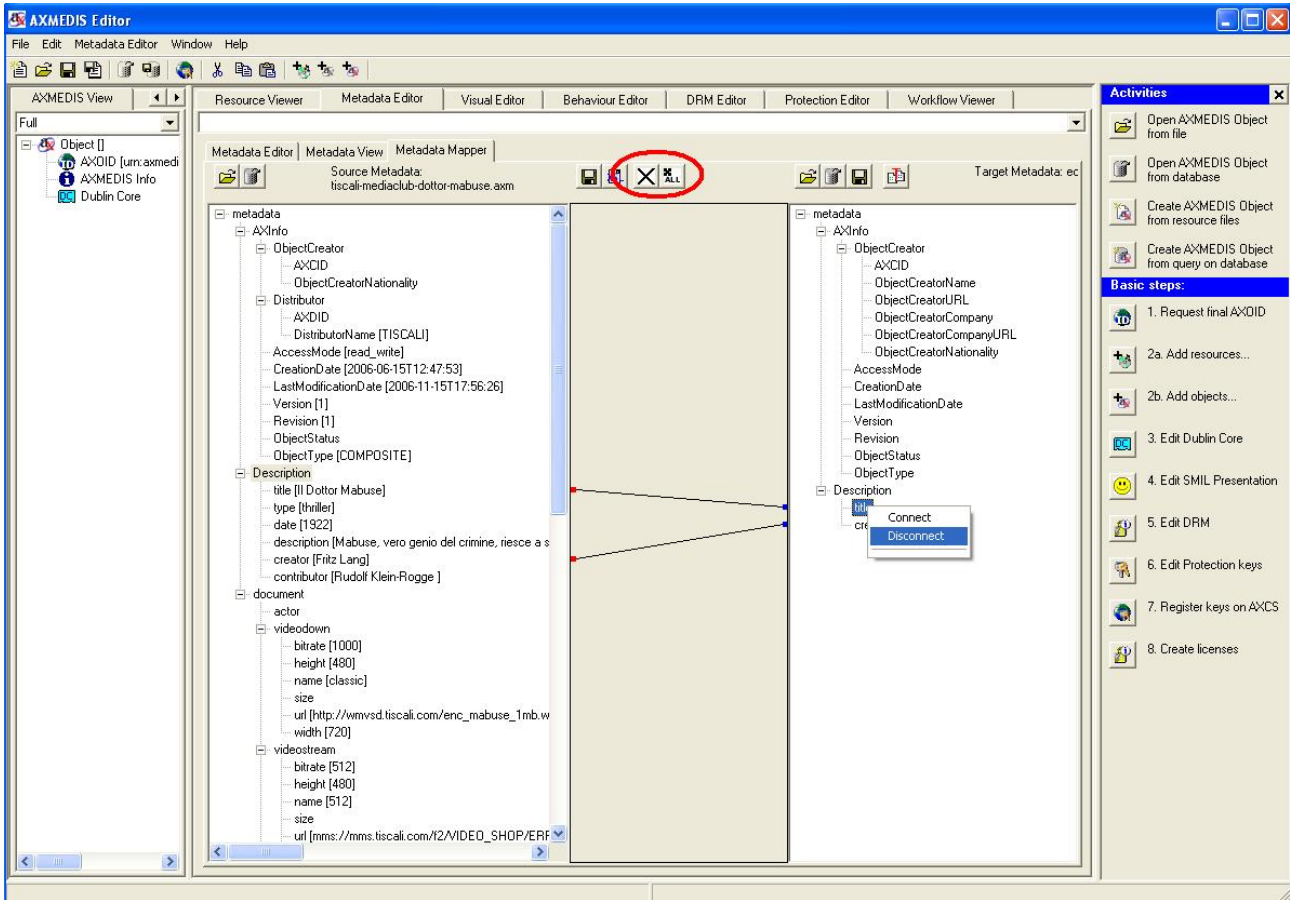 AXMEDIS Editor
File Edit Metadata Editor Window Help
AXMEDIS View
Full
Object []
AXOID [urn:axmedi
AXMEDIS Info
Dublin Core
Resource Viewer Metadata Editor Visual Editor Behaviour Editor DRM Editor Protection Editor Workflow Viewer
Metadata Editor Metadata View Metadata Mapper
Source Metadata:
tiscali-mediaclub-dottor-mabuse.axm
ALL
Target Metadata: ec
metadata
AXInfo
ObjectCreator
AXCID
ObjectCreatorNationality
Distributor
AXDID
DistributorName [TISCALI]
AccessMode [read_write]
CreationDate [2006-06-15T12:47:53]
LastModificationDate [2006-11-15T17:56:26]
Version [1]
Revision [1]
ObjectStatus
ObjectType [COMPOSITE]
Description
title [Il Dottor Mabuse]
type [thriller]
date [1922]
description [Mabuse, vero genio del crimine, riesce a s
creator [Fritz Lang]
contributor [Rudolf Klein-Rogge ]
document
actor
videodown
bitrate [1000]
height [480]
name [classic]
size
url [http://wmvsd.tiscali.com/enc_mabuse_1mb.w
width [720]
videostream
bitrate [512]
height [480]
name [512]
size
url [mms://mms.tiscali.com/f2/VIDEO_SHOP/ERF
metadata
AXInfo
ObjectCreator
AXCID
ObjectCreatorName
ObjectCreatorURL
ObjectCreatorCompany
ObjectCreatorCompanyURL
ObjectCreatorNationality
AccessMode
CreationDate
LastModificationDate
Version
Revision
ObjectStatus
ObjectType
Description
title
cre
Connect
Disconnect
Activities
Open AXMEDIS Object
from file
Open AXMEDIS Object
from database
Create AXMEDIS Object
from resource files
Create AXMEDIS Object
from query on database
Basic steps:
1. Request final AXOID
2a. Add resources...
2b. Add objects...
3. Edit Dublin Core
4. Edit SMIL Presentation
5. Edit DRM
6. Edit Protection keys
7. Register keys on AXCS
8. Create licenses